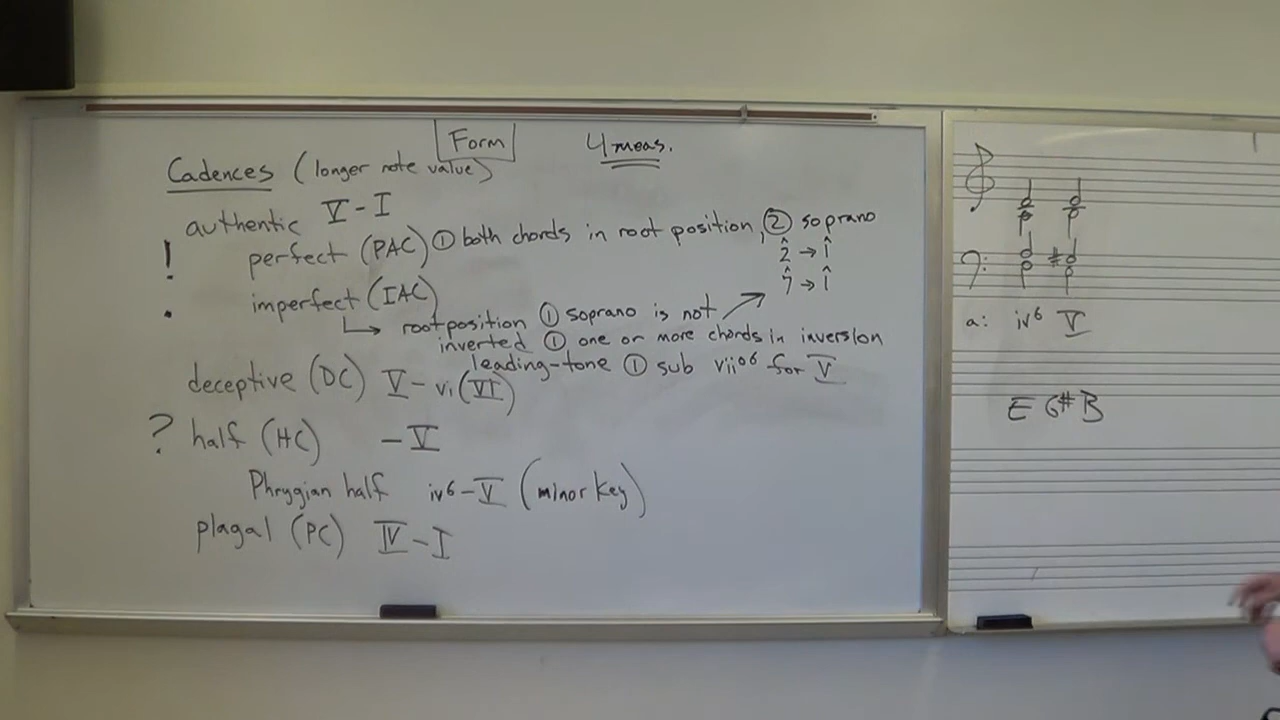 Form 4 meas.
Cadences (longer note value)
authentic V - I
! perfect (PAC) ① both chords in root position, ② soprano
2̂ → 1̂
7̂ → 1̂
imperfect (IAC)
↳ root position ① soprano is not ↗
inverted ① one or more chords in inversion
leading-tone ① sub vii°6 for V
deceptive (DC) V - vi (VI)
? half (HC) - V
Phrygian half iv6 - V (minor key)
plagal (PC) IV - I
a: iv6 V
E G# B